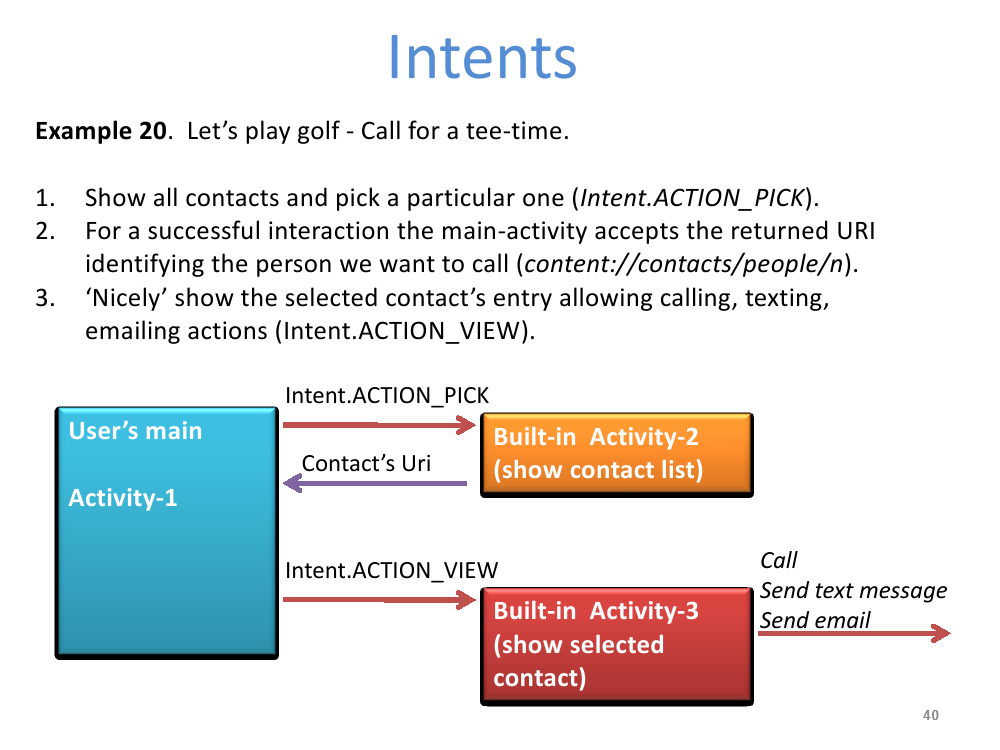 Intents
Example 20.  Let’s play golf - Call for a tee-time.
1. Show all contacts and pick a particular one (Intent.ACTION_PICK).
2. For a successful interaction the main-activity accepts the returned URI
identifying the person we want to call (content://contacts/people/n).
3. ‘Nicely’ show the selected contact’s entry allowing calling, texting,
emailing actions (Intent.ACTION_VIEW).
Intent.ACTION_PICK
User’s main
Activity-1
Built-in  Activity-2
(show contact list)
Contact’s Uri
Intent.ACTION_VIEW
Built-in  Activity-3
(show selected
contact)
Call
Send text message
Send email
40